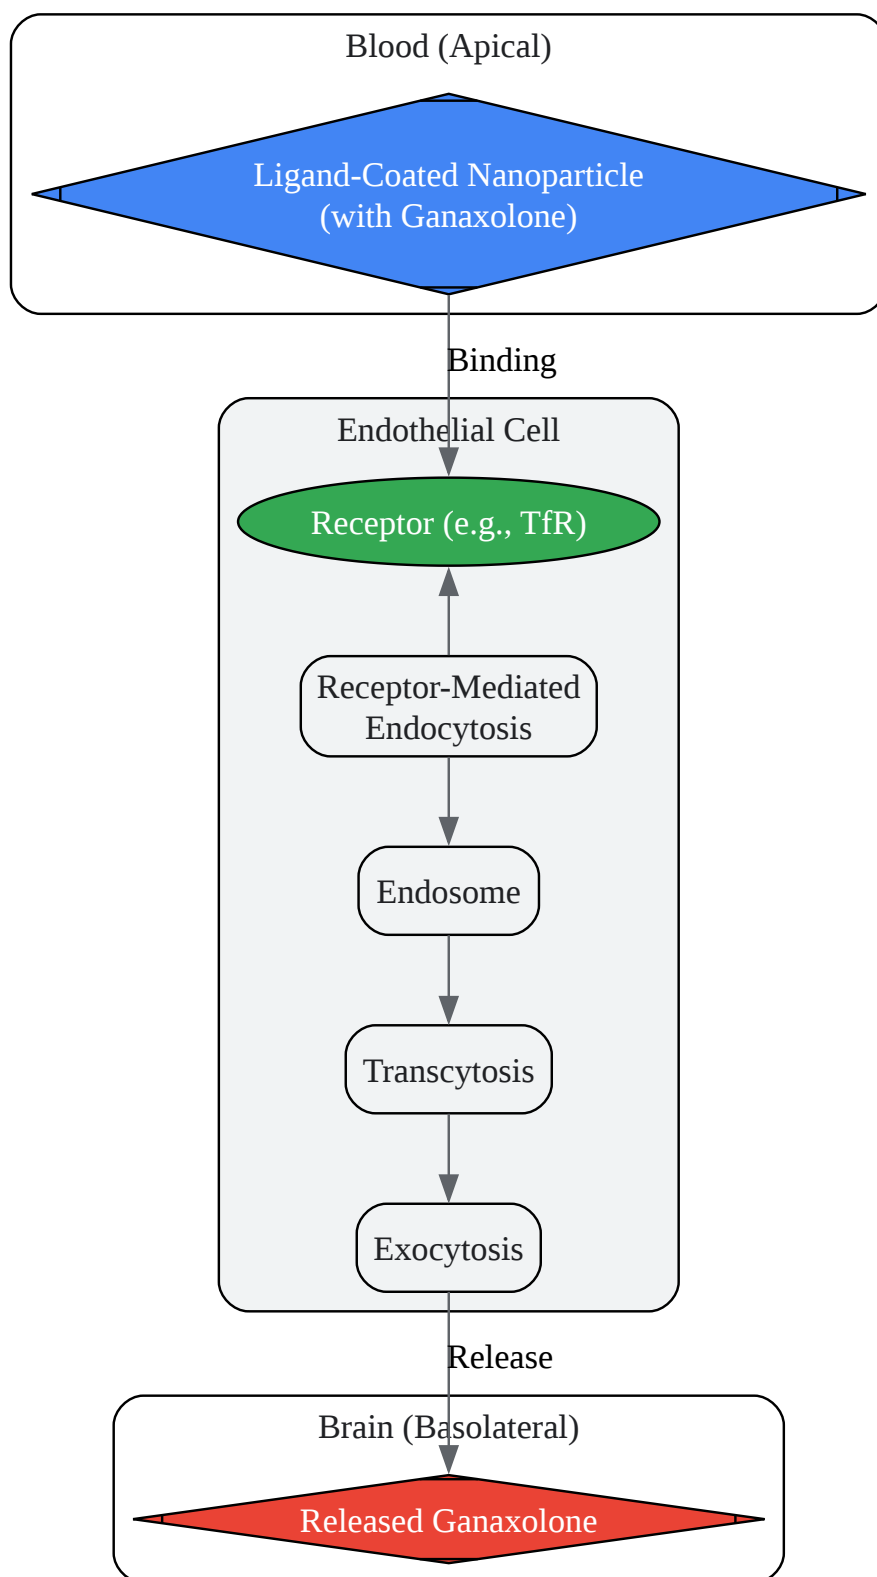 Blood (Apical)
Ligand-Coated Nanoparticle
(with Ganaxolone)
Binding
Endothelial Cell
Receptor (e.g., TfR)
Receptor-Mediated
Endocytosis
Endosome
Transcytosis
Exocytosis
Release
Brain (Basolateral)
Released Ganaxolone